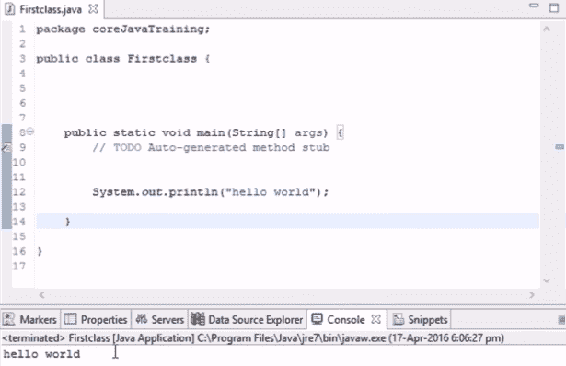 Firstclass.java
1 package coreJavaTraining;
2
3 public class Firstclass {
4
5
6
7
8 public static void main(String[] args) {
9 // TODO Auto-generated method stub
10
11
12 System.out.println("hello world");
13
14 }
15
16 }
17
Markers Properties Servers Data Source Explorer Console Snippets
<terminated> Firstclass [Java Application] C:\Program Files\Java\jre7\bin\javaw.exe (17-Apr-2016 6:06:27 pm)
hello world